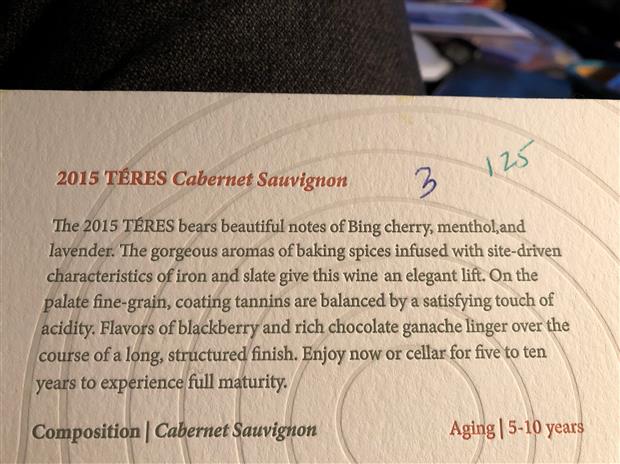 2015 TÉRES Cabernet Sauvignon
3
125
The 2015 TÉRES bears beautiful notes of Bing cherry, menthol,and
lavender. The gorgeous aromas of baking spices infused with site-driven
characteristics of iron and slate give this wine an elegant lift. On the
palate fine-grain, coating tannins are balanced by a satisfying touch of
acidity. Flavors of blackberry and rich chocolate ganache linger over the
course of a long, structured finish. Enjoy now or cellar for five to ten
years to experience full maturity.
Composition | Cabernet Sauvignon
Aging | 5-10 years